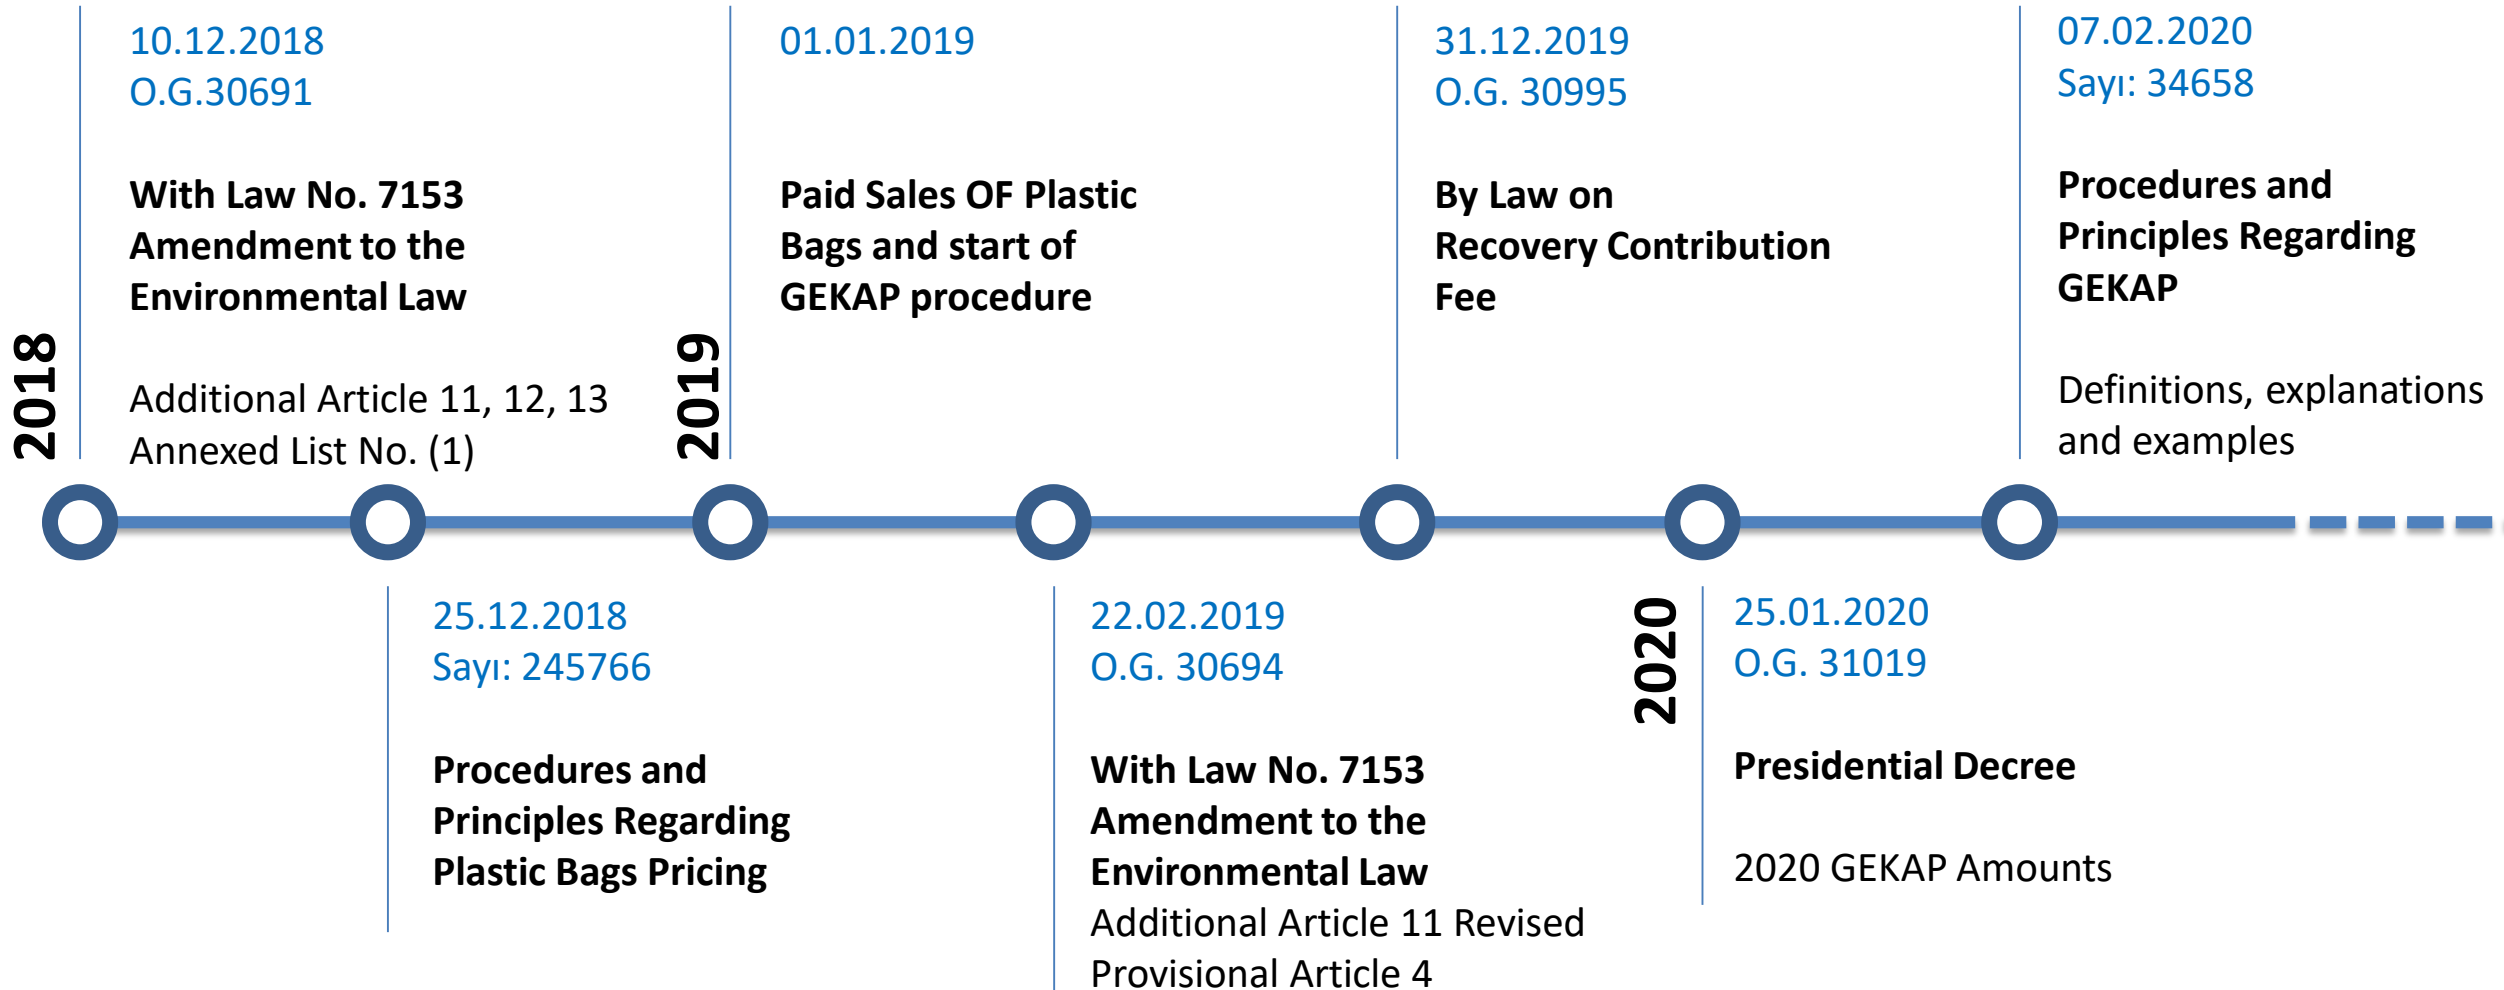 2018
10.12.2018
O.G.30691
With Law No. 7153
Amendment to the
Environmental Law
Additional Article 11, 12, 13
Annexed List No. (1)
25.12.2018
Sayı: 245766
Procedures and
Principles Regarding
Plastic Bags Pricing
2019
01.01.2019
Paid Sales OF Plastic
Bags and start of
GEKAP procedure
22.02.2019
O.G. 30694
With Law No. 7153
Amendment to the
Environmental Law
Additional Article 11 Revised
Provisional Article 4
31.12.2019
O.G. 30995
By Law on
Recovery Contribution
Fee
2020
25.01.2020
O.G. 31019
Presidential Decree
2020 GEKAP Amounts
07.02.2020
Sayı: 34658
Procedures and
Principles Regarding
GEKAP
Definitions, explanations
and examples